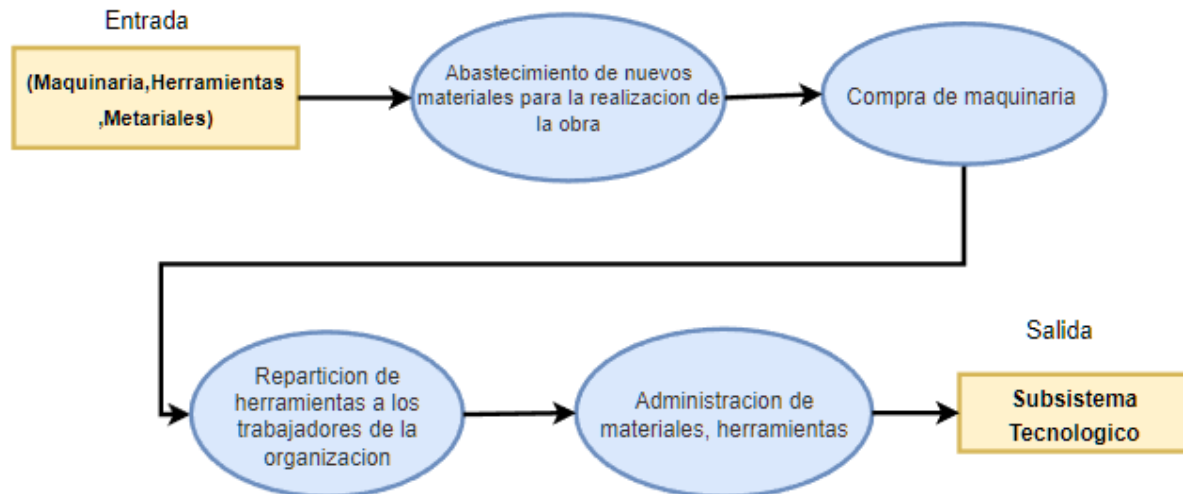 Entrada
(Maquinaria,Herramientas
,Metariales)
Abastecimiento de nuevos
materiales para la realizacion de
la obra
Compra de maquinaria
Reparticion de
herramientas a los
trabajadores de la
organizacion
Administracion de
materiales, herramientas
Salida
Subsistema
Tecnologico